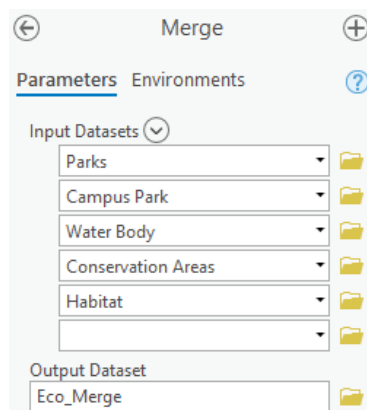 Merge
Parameters Environments
?
Input Datasets
Parks
Campus Park
Water Body
Conservation Areas
Habitat
Output Dataset
Eco_Merge